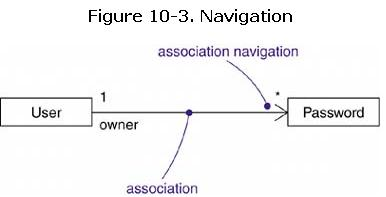 Figure 10-3. Navigation
association navigation
1
*
User
Password
owner
association